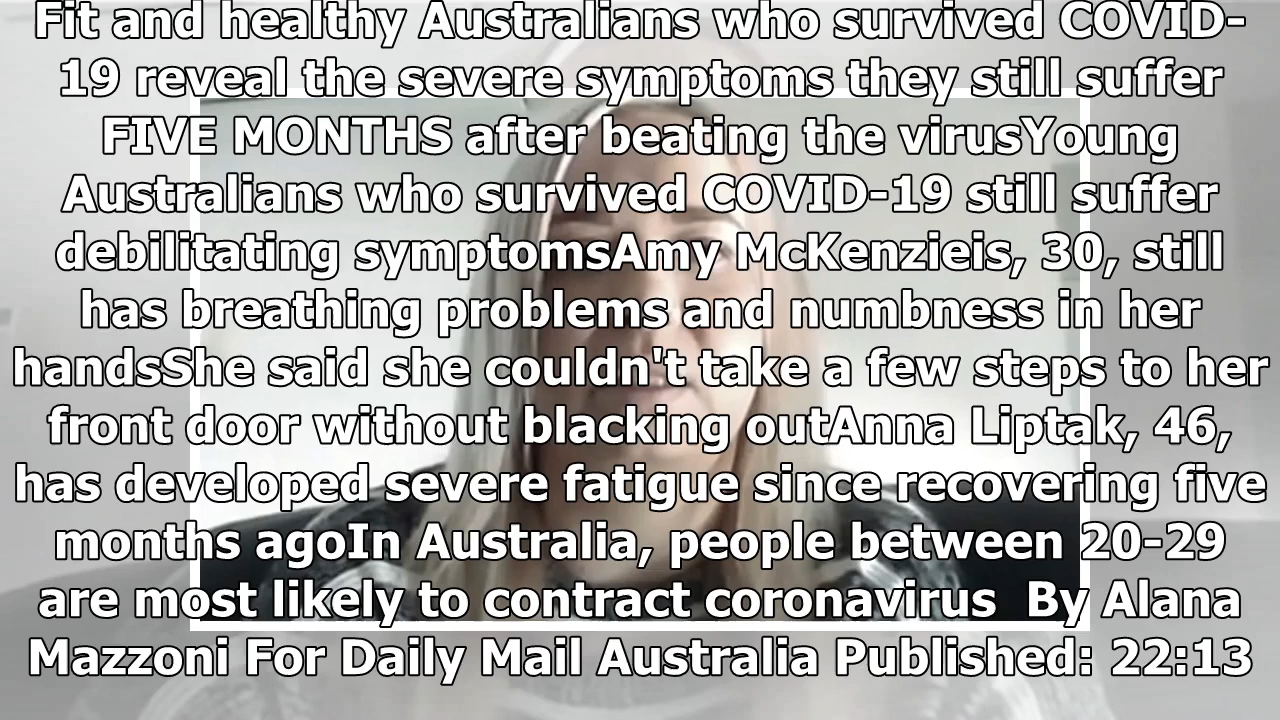 Fit and healthy Australians who survived COVID-
19 reveal the severe symptoms they still suffer
FIVE MONTHS after beating the virusYoung
Australians who survived COVID-19 still suffer
debilitating symptomsAmy McKenzieis, 30, still
has breathing problems and numbness in her
handsShe said she couldn't take a few steps to her
front door without blacking outAnna Liptak, 46,
has developed severe fatigue since recovering five
months agoIn Australia, people between 20-29
are most likely to contract coronavirus  By Alana
Mazzoni For Daily Mail Australia Published: 22:13